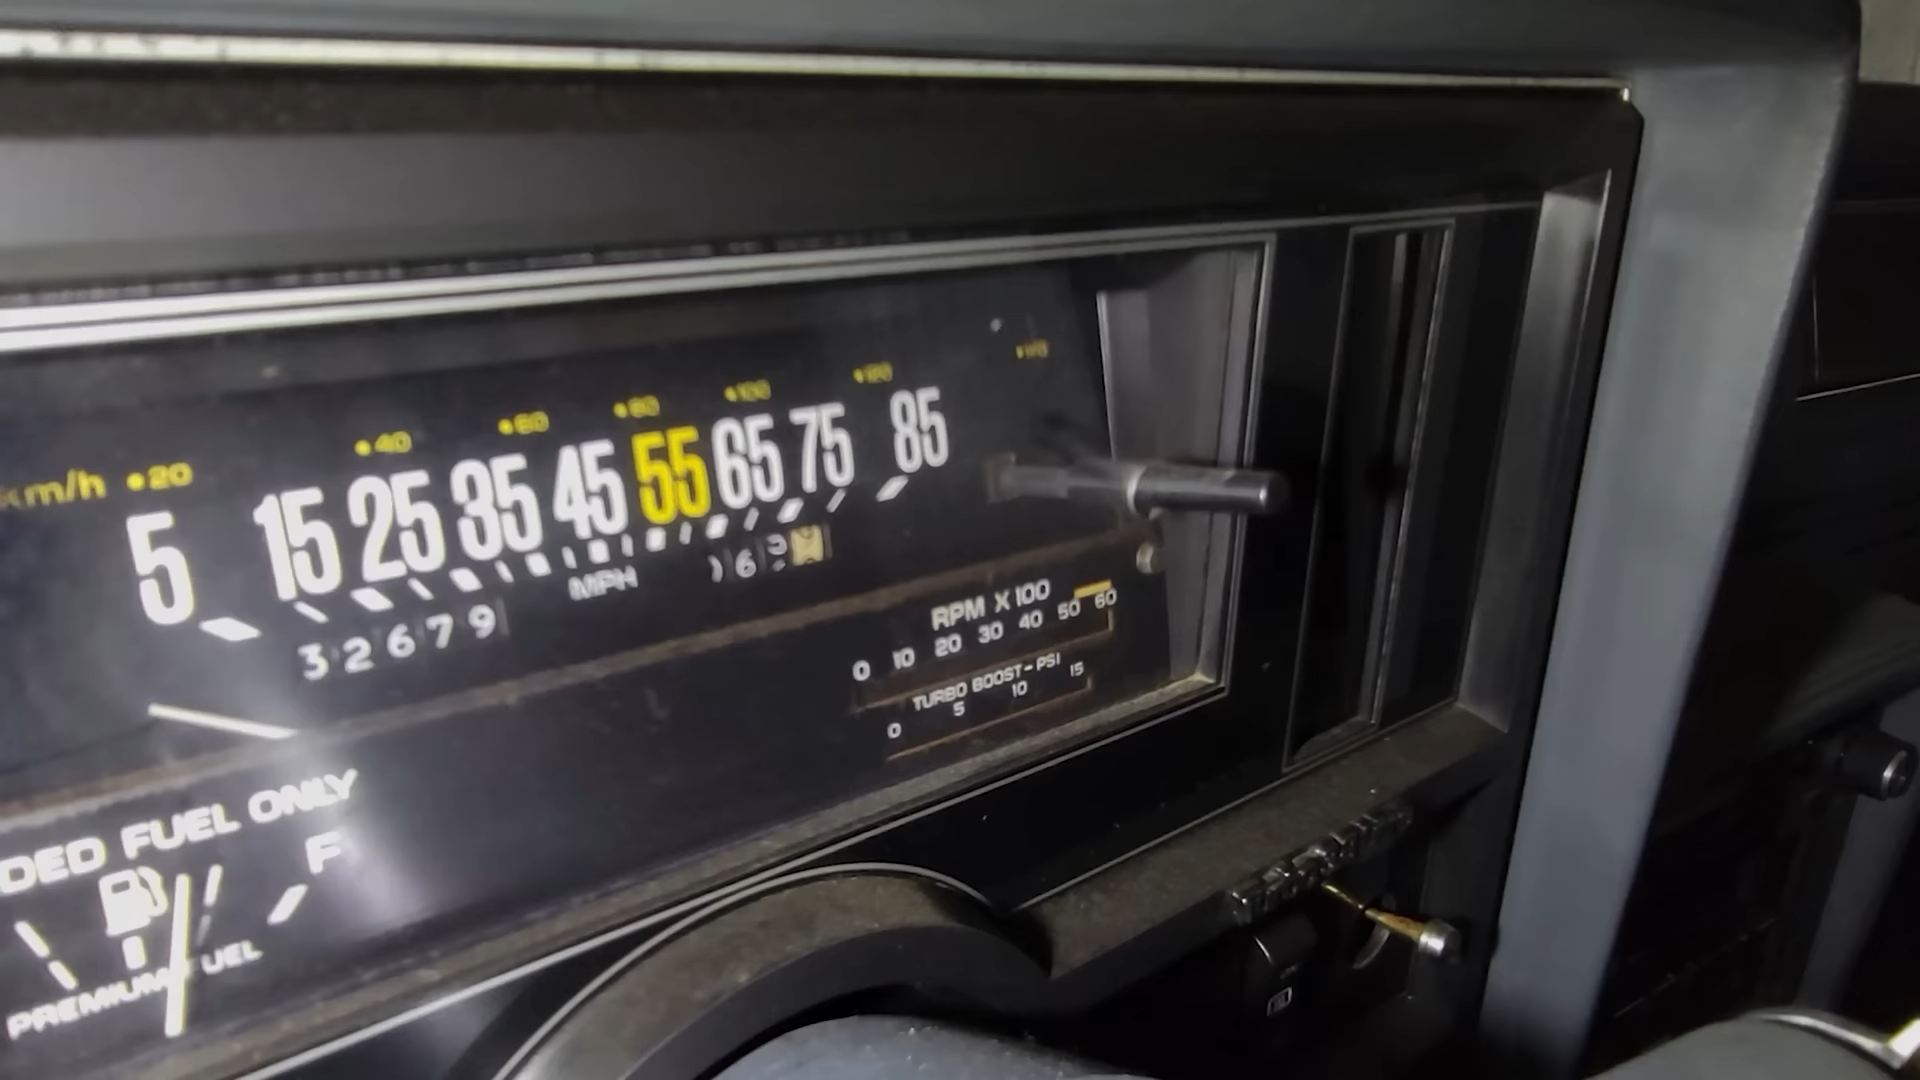 km/h •20 •40 •60 •80 •100 •120
5 15 25 35 45 55 65 75 85
MPH
32679
RPM X 100
0 10 20 30 40 50 60
TURBO BOOST-PSI
0 5 10 15
DED FUEL ONLY
F
PREMIUM FUEL